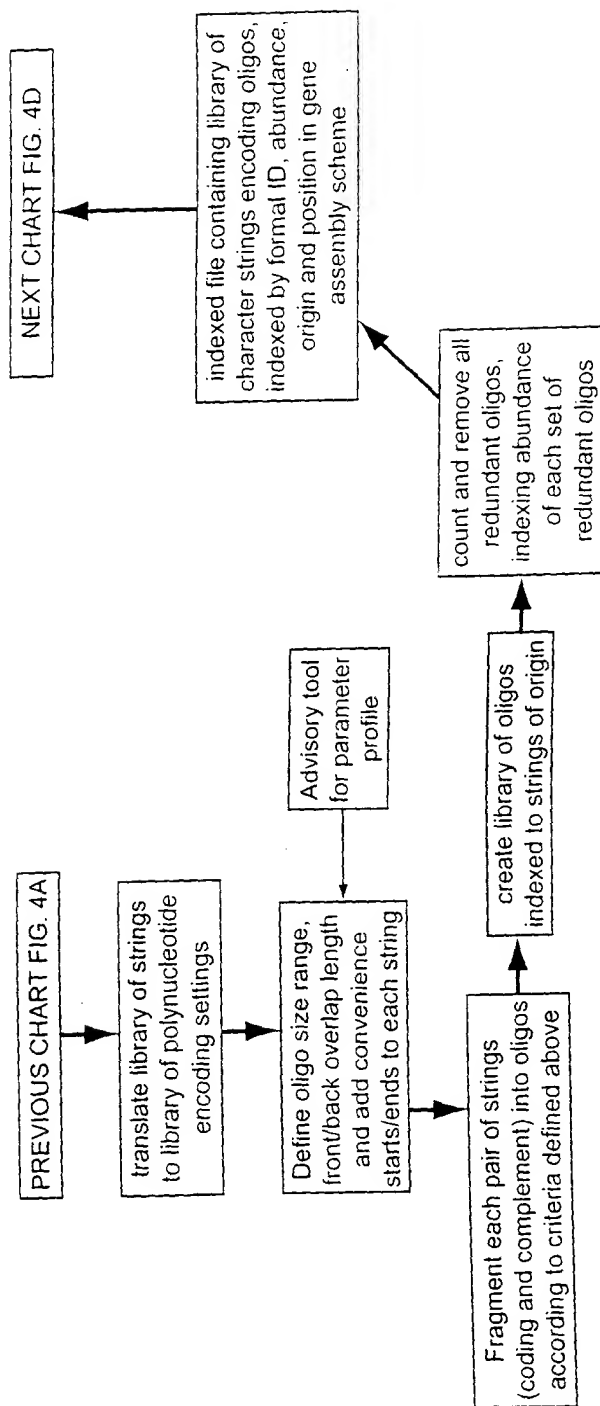 PREVIOUS CHART FIG. 4A
translate library of strings
to library of polynucleotide
encoding settings
Define oligo size range,
front/back overlap length
and add convenience
starts/ends to each string
Advisory tool
for parameter
profile
Fragment each pair of strings
(coding and complement) into oligos
according to criteria defined above
create library of oligos
indexed to strings of origin
count and remove all
redundant oligos,
indexing abundance
of each set of
redundant oligos
indexed file containing library of
character strings encoding oligos,
indexed by formal ID, abundance,
origin and position in gene
assembly scheme
NEXT CHART FIG. 4D